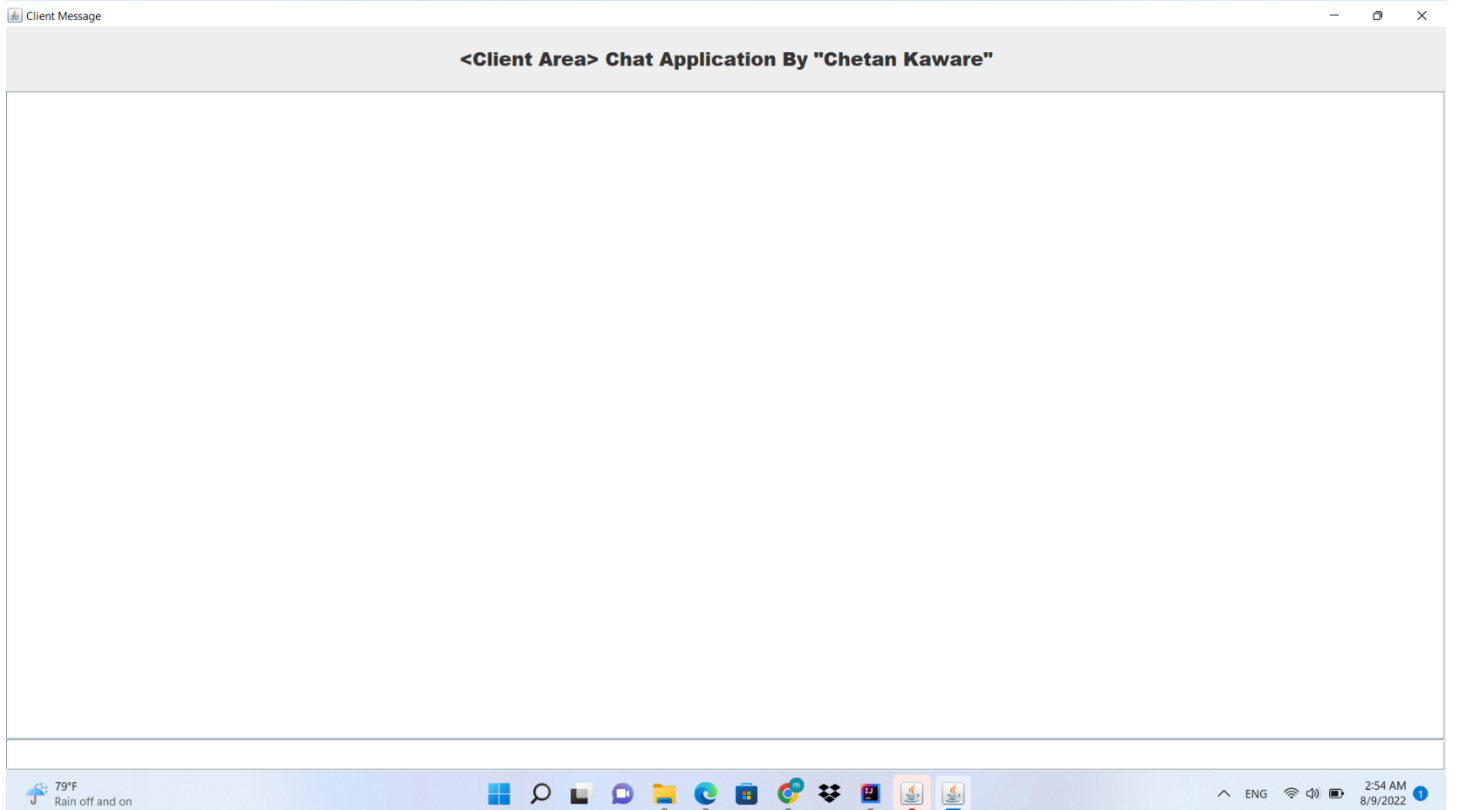 Client Message
<Client Area> Chat Application By "Chetan Kaware"
79°F
Rain off and on
ENG
2:54 AM
8/9/2022
1
m
IJ